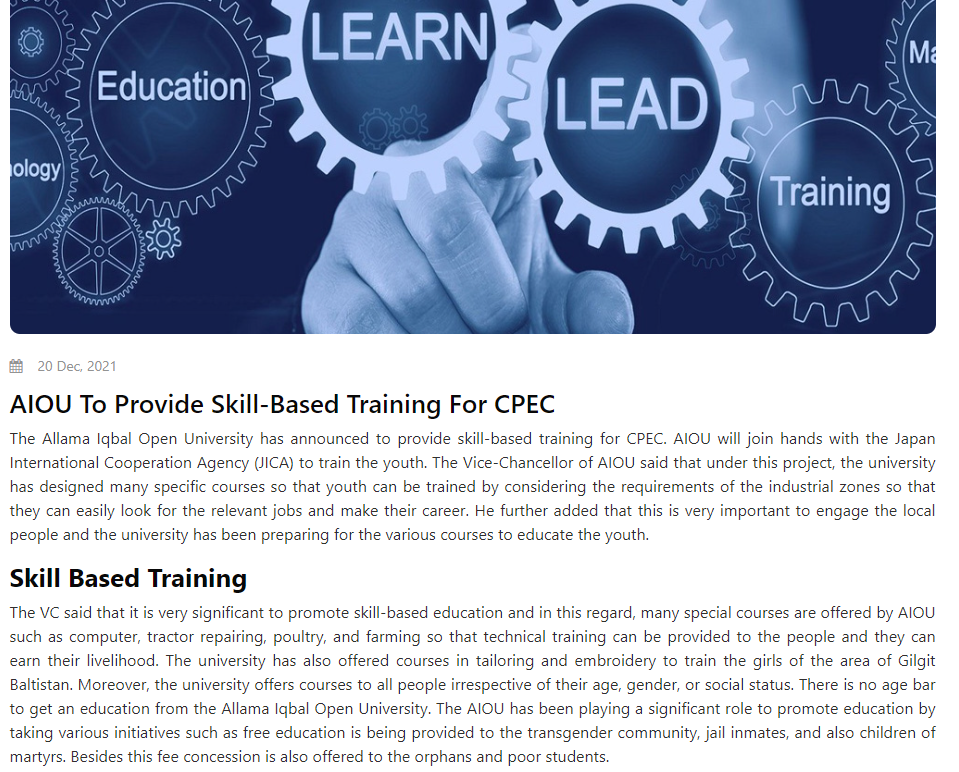 LEARN
Education
LEAD
Ma
nology
Training
20 Dec, 2021
AIOU To Provide Skill-Based Training For CPEC
The Allama Iqbal Open University has announced to provide skill-based training for CPEC. AIOU will join hands with the Japan
International Cooperation Agency (JICA) to train the youth. The Vice-Chancellor of AIOU said that under this project, the university
has designed many specific courses so that youth can be trained by considering the requirements of the industrial zones so that
they can easily look for the relevant jobs and make their career. He further added that this is very important to engage the local
people and the university has been preparing for the various courses to educate the youth.
Skill Based Training
The VC said that it is very significant to promote skill-based education and in this regard, many special courses are offered by AIOU
such as computer, tractor repairing, poultry, and farming so that technical training can be provided to the people and they can
earn their livelihood. The university has also offered courses in tailoring and embroidery to train the girls of the area of Gilgit
Baltistan. Moreover, the university offers courses to all people irrespective of their age, gender, or social status. There is no age bar
to get an education from the Allama Iqbal Open University. The AIOU has been playing a significant role to promote education by
taking various initiatives such as free education is being provided to the transgender community, jail inmates, and also children of
martyrs. Besides this fee concession is also offered to the orphans and poor students.